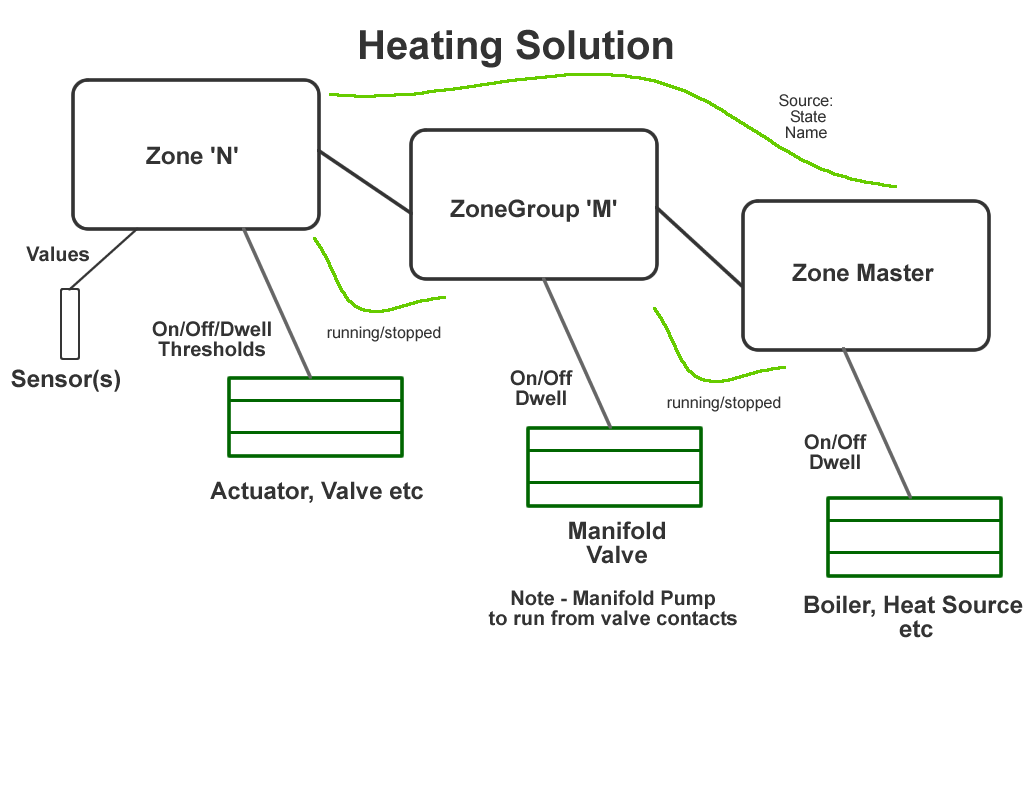 Heating Solution
Source:
State
Name
Zone 'N'
ZoneGroup 'M'
Zone Master
Values
On/Off/Dwell
Thresholds
running/stopped
Sensor(s)
On/Off
Dwell
running/stopped
On/Off
Dwell
Actuator, Valve etc
Manifold
Valve
Note - Manifold Pump
to run from valve contacts
Boiler, Heat Source
etc